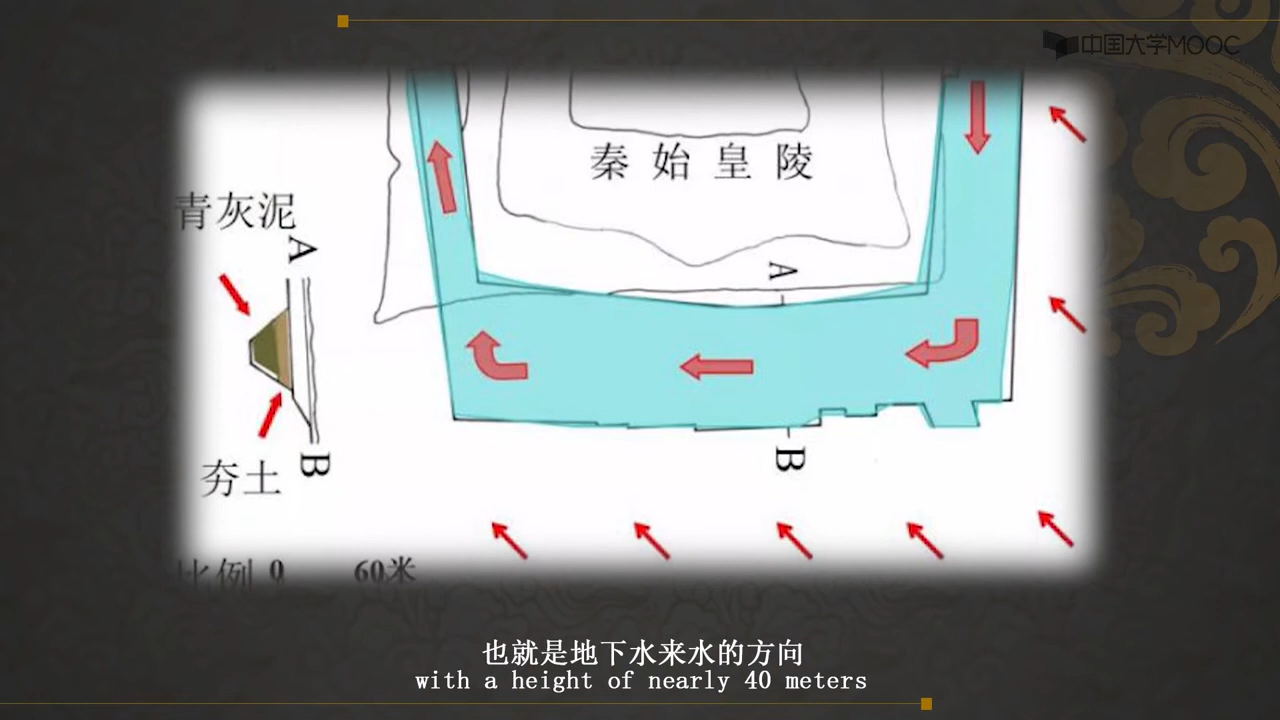 中国大学MOOC
秦始皇陵
青灰泥
A
A
B
B
夯土
比例 0 60米
也就是地下水来水的方向
with a height of nearly 40 meters